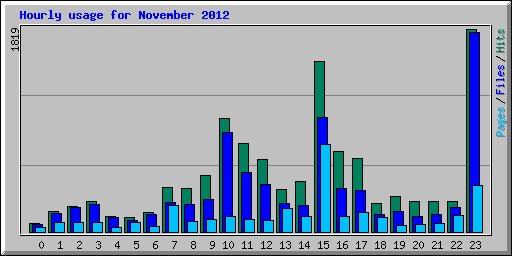 Hourly usage for November 2012
1819
Pages / Files / Hits
0 1 2 3 4 5 6 7 8 9 10 11 12 13 14 15 16 17 18 19 20 21 22 23